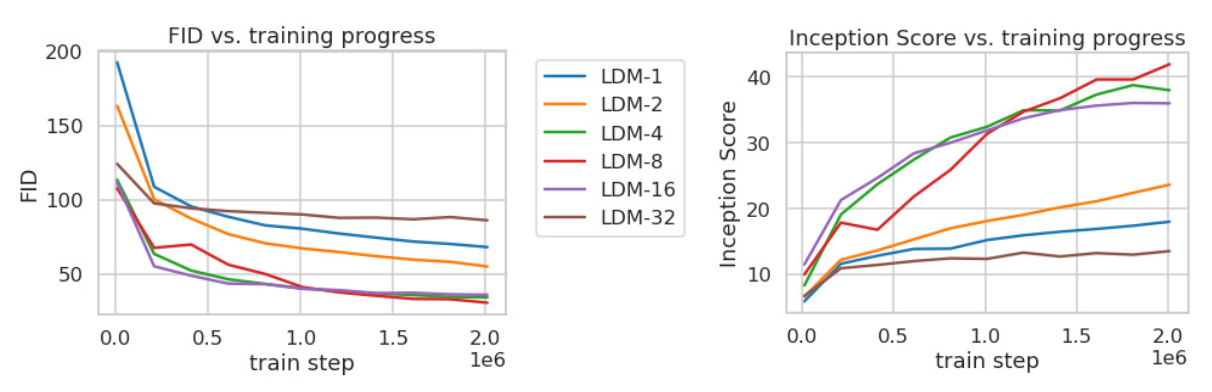 FID vs. training progress
FID
200
150
100
50
0.0 0.5 1.0 1.5 2.0
1e6
train step
LDM-1
LDM-2
LDM-4
LDM-8
LDM-16
LDM-32
Inception Score vs. training progress
Inception Score
40
30
20
10
0.0 0.5 1.0 1.5 2.0
1e6
train step